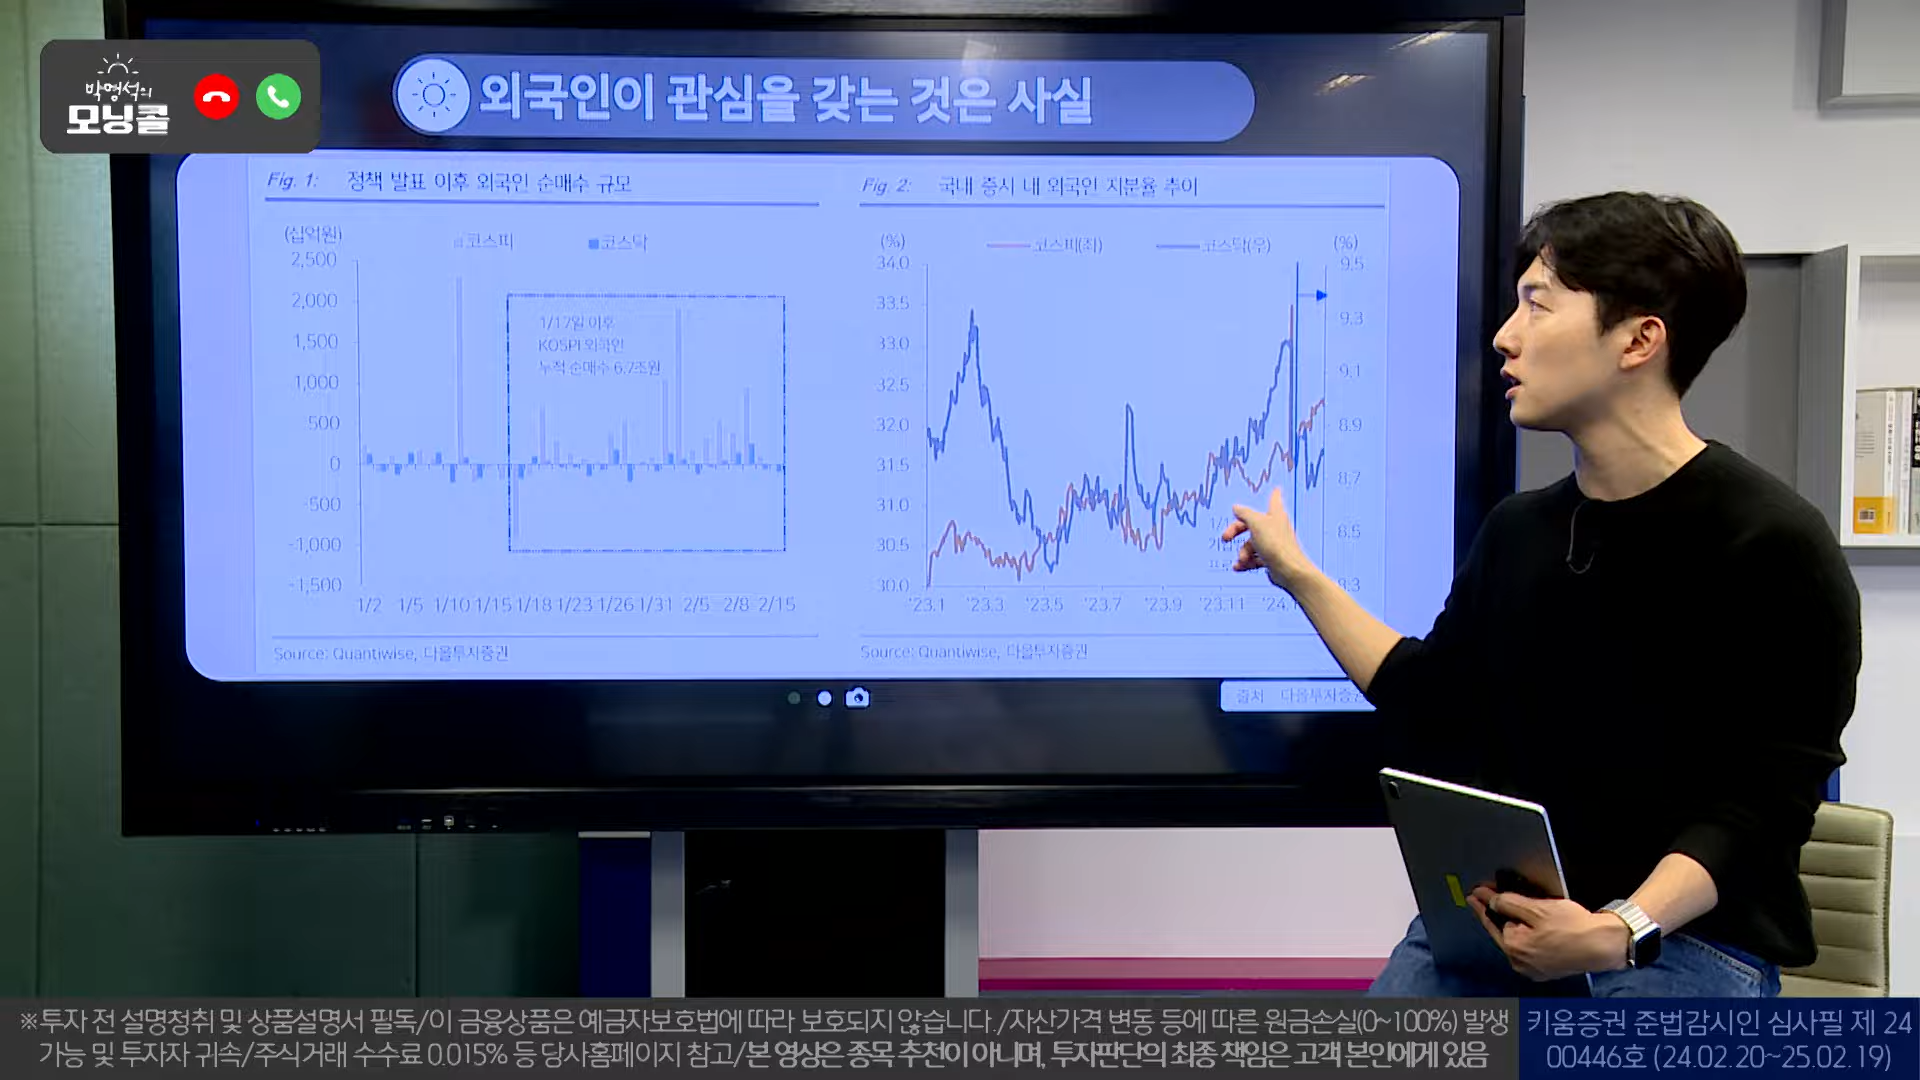 박명석의
모닝콜
외국인이 관심을 갖는 것은 사실
Fig. 1: 정책 발표 이후 외국인 순매수 규모
(십억원)
코스피 코스닥
2,500
2,000
1,500
1,000
500
0
-500
-1,000
-1,500
1/17일 이후
KOSPI 외국인
누적 순매수 6.7조원
1/2 1/5 1/10 1/15 1/18 1/23 1/26 1/31 2/5 2/8 2/15
Source: Quantiwise, 다올투자증권
Fig. 2: 국내 증시 내 외국인 지분율 추이
(%) 코스피(좌) 코스닥(우) (%)
34.0
33.5
33.0
32.5
32.0
31.5
31.0
30.5
30.0
9.5
9.3
9.1
8.9
8.7
8.5
8.3
'23.1 '23.3 '23.5 '23.7 '23.9 '23.11 '24.1
Source: Quantiwise, 다올투자증권
출처 다올투자증권
※투자 전 설명청취 및 상품설명서 필독/이 금융상품은 예금자보호법에 따라 보호되지 않습니다./자산가격 변동 등에 따른 원금손실(0~100%) 발생
가능 및 투자자 귀속/주식거래 수수료 0.015% 등 당사홈페이지 참고/본 영상은 종목 추천이 아니며, 투자판단의 최종 책임은 고객 본인에게 있음
키움증권 준법감시인 심사필 제 24
00446호 (24.02.20~25.02.19)